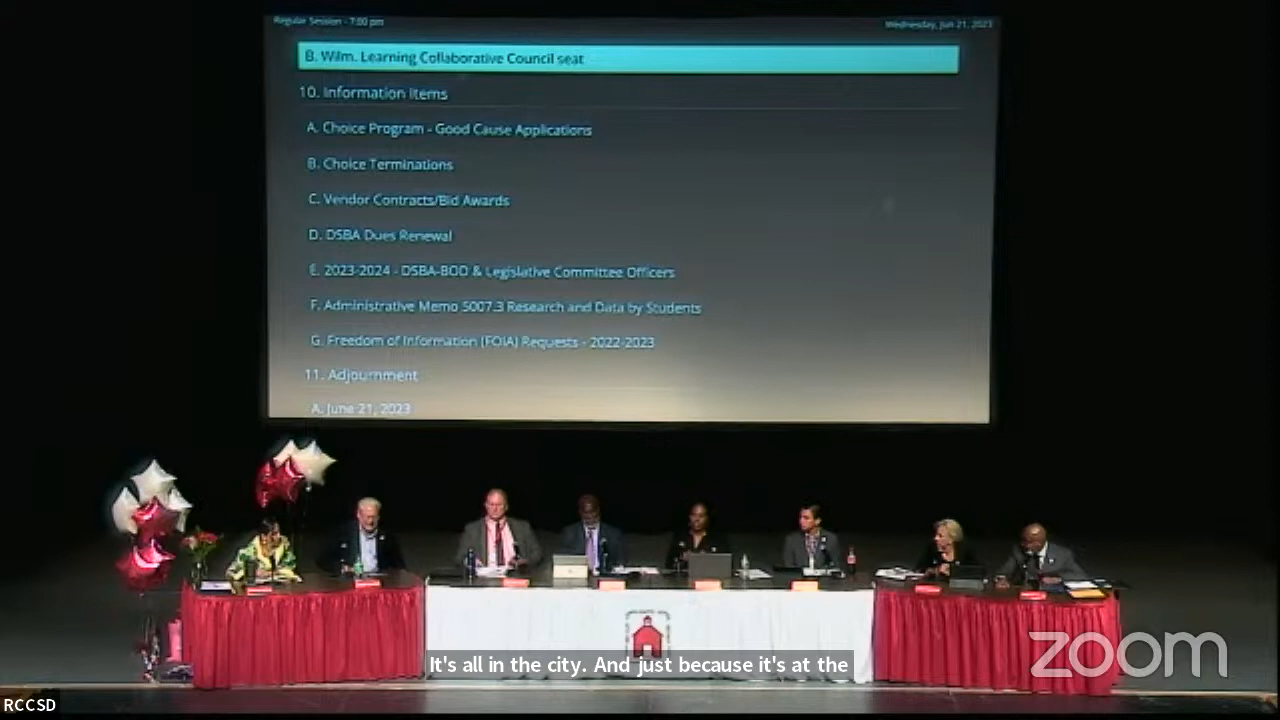 Regular Session - 7:00 pm
Wednesday, Jun 21, 2023
B. Wilm. Learning Collaborative Council seat
10. Information Items
A. Choice Program - Good Cause Applications
B. Choice Terminations
C. Vendor Contracts/Bid Awards
D. DSBA Dues Renewal
E. 2023-2024 - DSBA-BOD & Legislative Committee Officers
F. Administrative Memo 5007.3 Research and Data by Students
G. Freedom of Information (FOIA) Requests - 2022-2023
11. Adjournment
A. June 21, 2023
It's all in the city. And just because it's at the
zoom
RCCSD